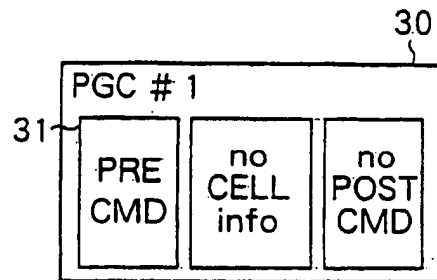 30
PGC # 1
31
PRE
CMD
no
CELL
info
no
POST
CMD